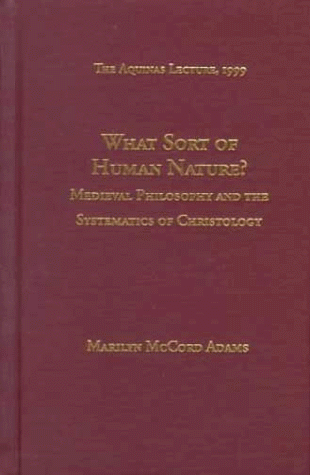 The Aquinas Lecture, 1999
What Sort of
Human Nature?
Medieval Philosophy and the
Systematics of Christology
Marilyn McCord Adams